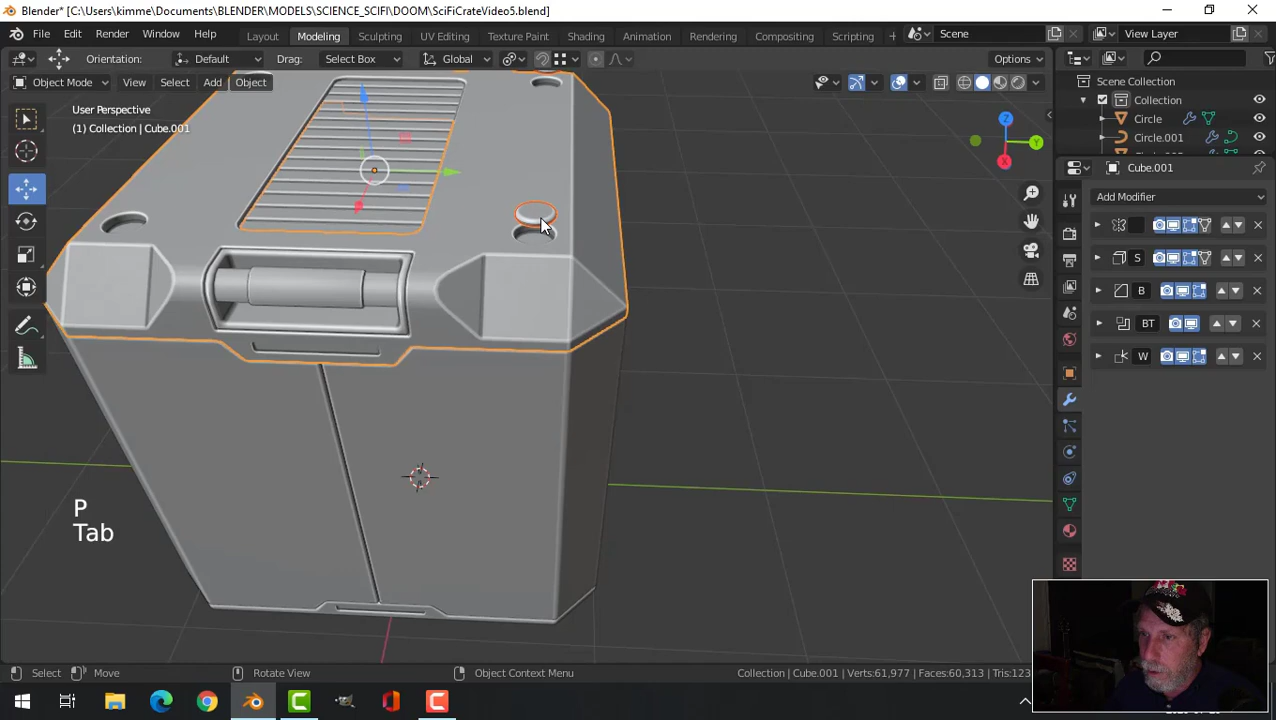 Blender* [C:\Users\kimme\Documents\BLENDER\MODELS\SCIENCE_SCIFI\DOOM\SciFiCrateVideo5.blend]
File Edit Render Window Help Layout Modeling Sculpting UV Editing Texture Paint Shading Animation Rendering Compositing Scripting + Scene View Layer
Orientation: Default Drag: Select Box Global Options
Object Mode View Select Add Object
User Perspective
(1) Collection | Cube.001
Z
Y
X
Scene Collection
Collection
Circle
Circle.001
Cube.001
Add Modifier
S
B
BT
W
P
Tab
Select Move Rotate View Object Context Menu Collection | Cube.001 | Verts:61,977 | Faces:60,313 | Tris:123